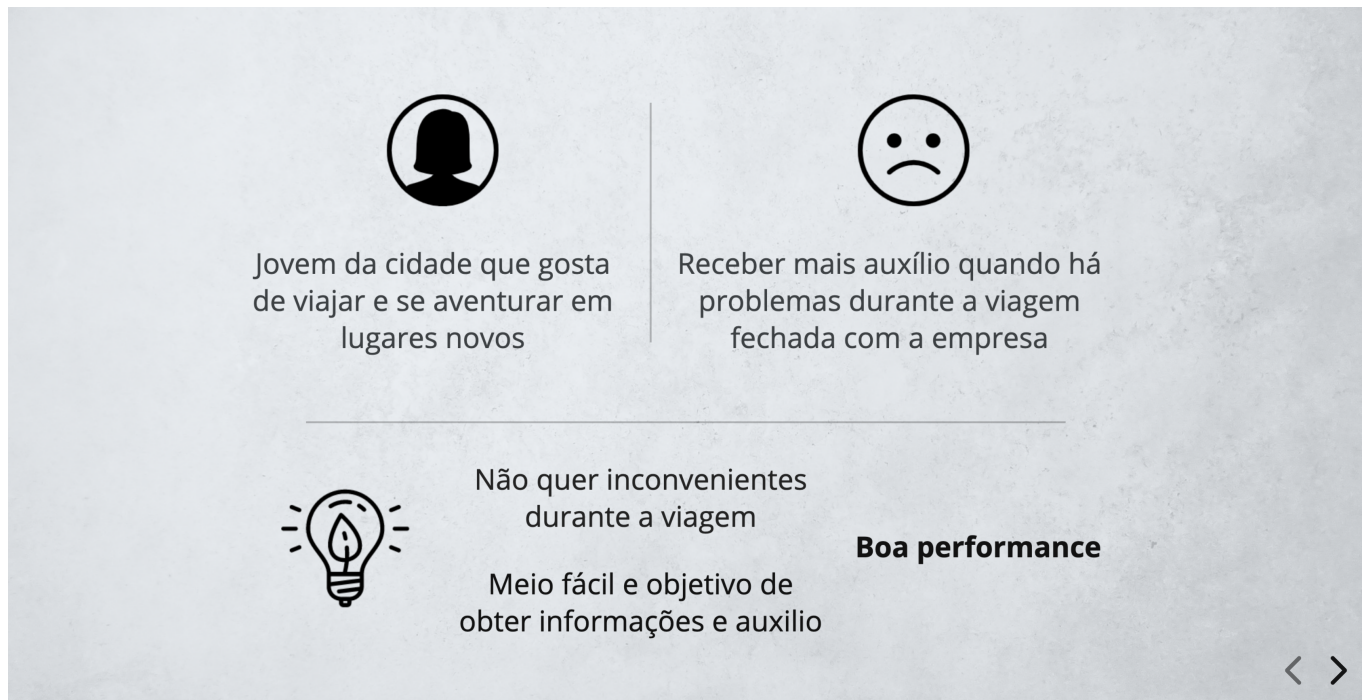 Jovem da cidade que gosta
de viajar e se aventurar em
lugares novos
Receber mais auxílio quando há
problemas durante a viagem
fechada com a empresa
Não quer inconvenientes
durante a viagem
Meio fácil e objetivo de
obter informações e auxilio
Boa performance